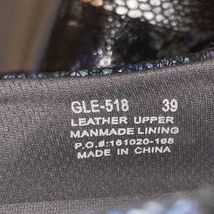 GLE-518 39
LEATHER UPPER
MANMADE LINING
P.O.#:161020-168
MADE IN CHINA